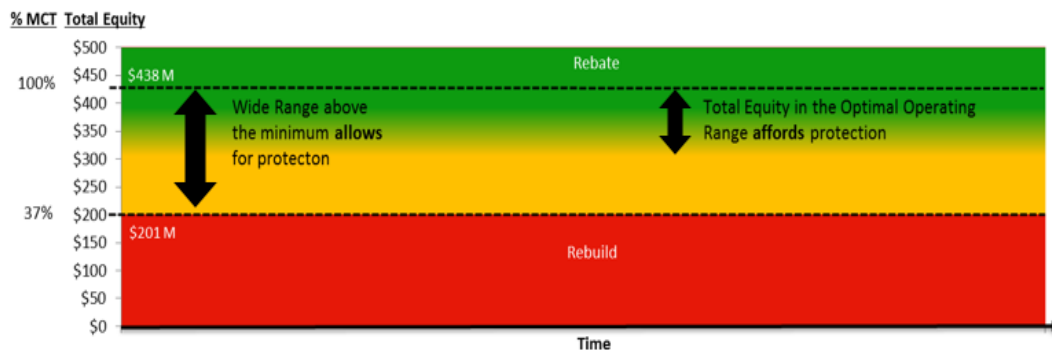 % MCT Total Equity
$500
$450
100%
$400
$350
$300
$250
37%
$200
$150
$100
$50
$0
Rebate
$438 M
Wide Range above
the minimum allows
for protecton
Total Equity in the Optimal Operating
Range affords protection
$201 M
Rebuild
Time